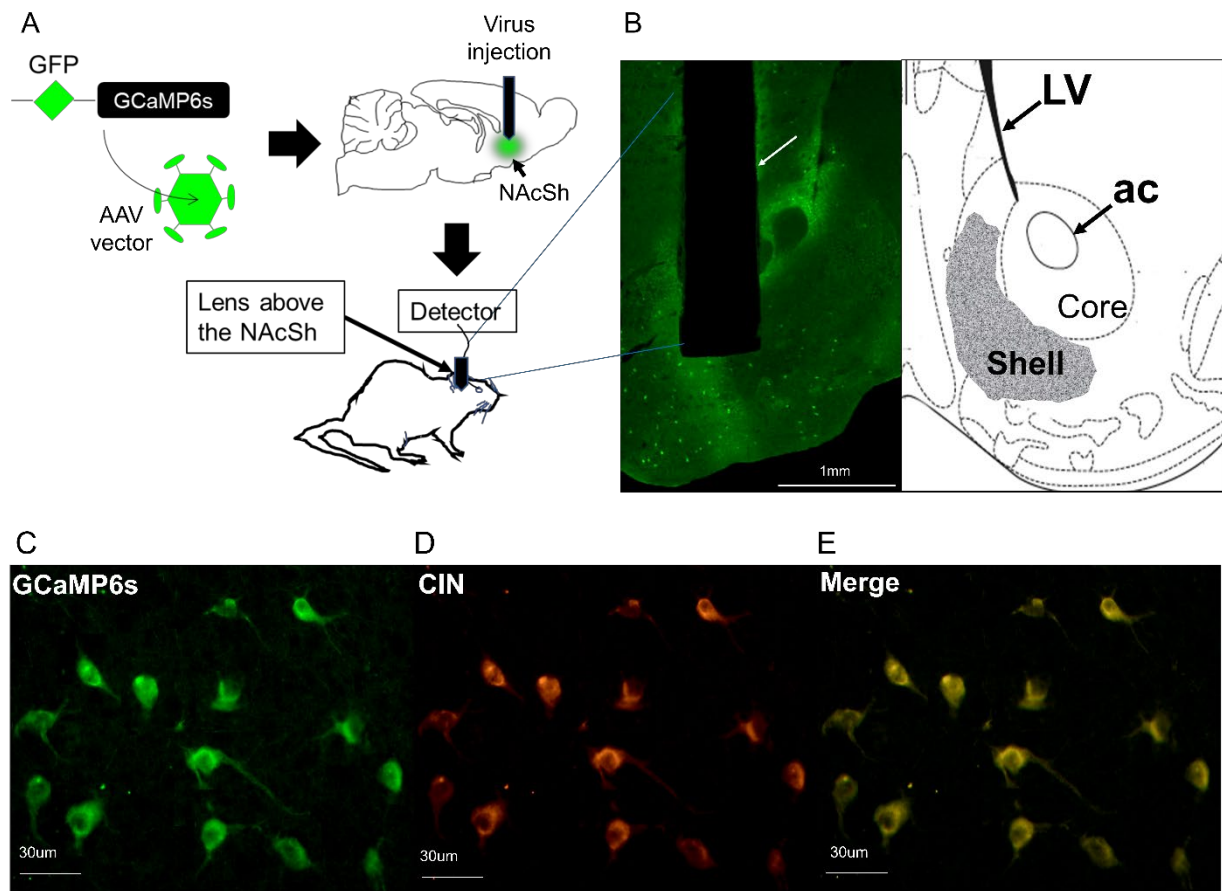 A
GFP
GCaMP6s
AAV
vector
Virus
injection
NAcSh
Lens above
the NAcSh
Detector
B
1mm
LV
ac
Core
Shell
C
GCaMP6s
30um
D
CIN
30um
E
Merge
30um